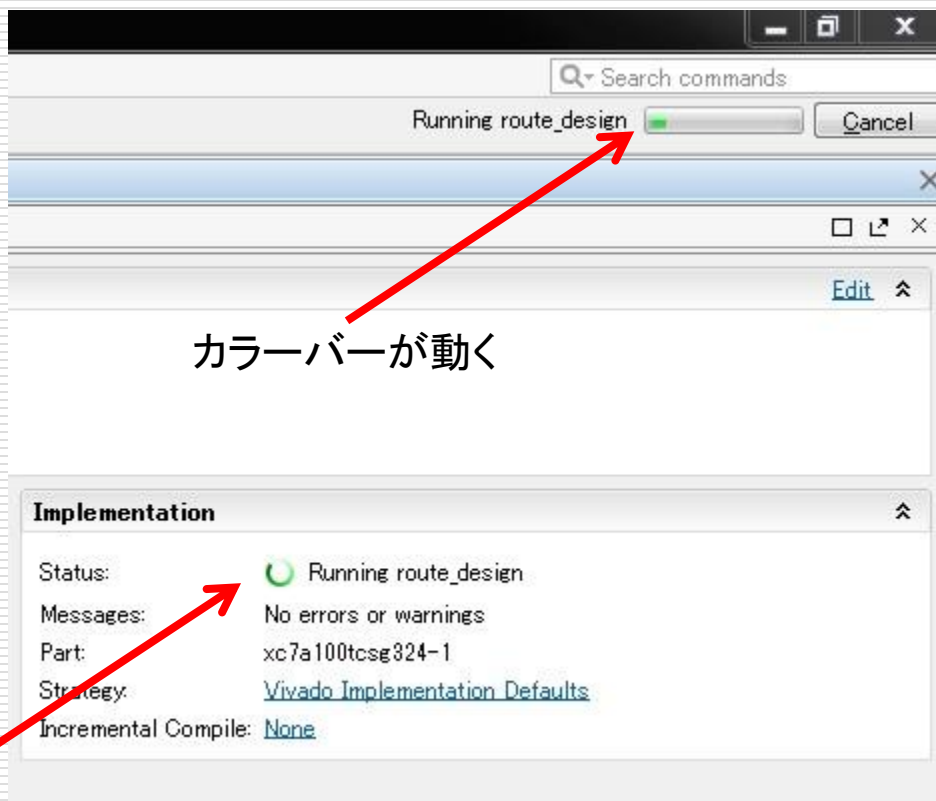 Search commands
Running route_design Cancel
Edit
カラーバーが動く
Implementation
Status: Running route_design
Messages: No errors or warnings
Part: xc7a100tcsg324-1
Strategy: Vivado Implementation Defaults
Incremental Compile: None